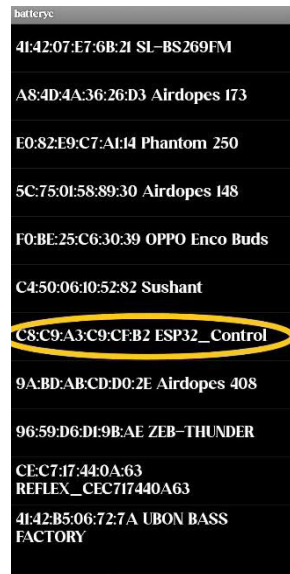 batteryc
41:42:07:E7:6B:21 SL-BS269FM
A8:4D:4A:36:26:D3 Airdopes 173
E0:82:E9:C7:A1:14 Phantom 250
5C:75:01:58:89:30 Airdopes 148
F0:BE:25:C6:30:39 OPPO Enco Buds
C4:50:06:10:52:82 Sushant
C8:C9:A3:C9:CF:B2 ESP32_Control
9A:BD:AB:CD:D0:2E Airdopes 408
96:59:D6:D1:9B:AE ZEB-THUNDER
CE:C7:17:44:0A:63
REFLEX_CEC717440A63
41:42:B5:06:72:7A UBON BASS
FACTORY